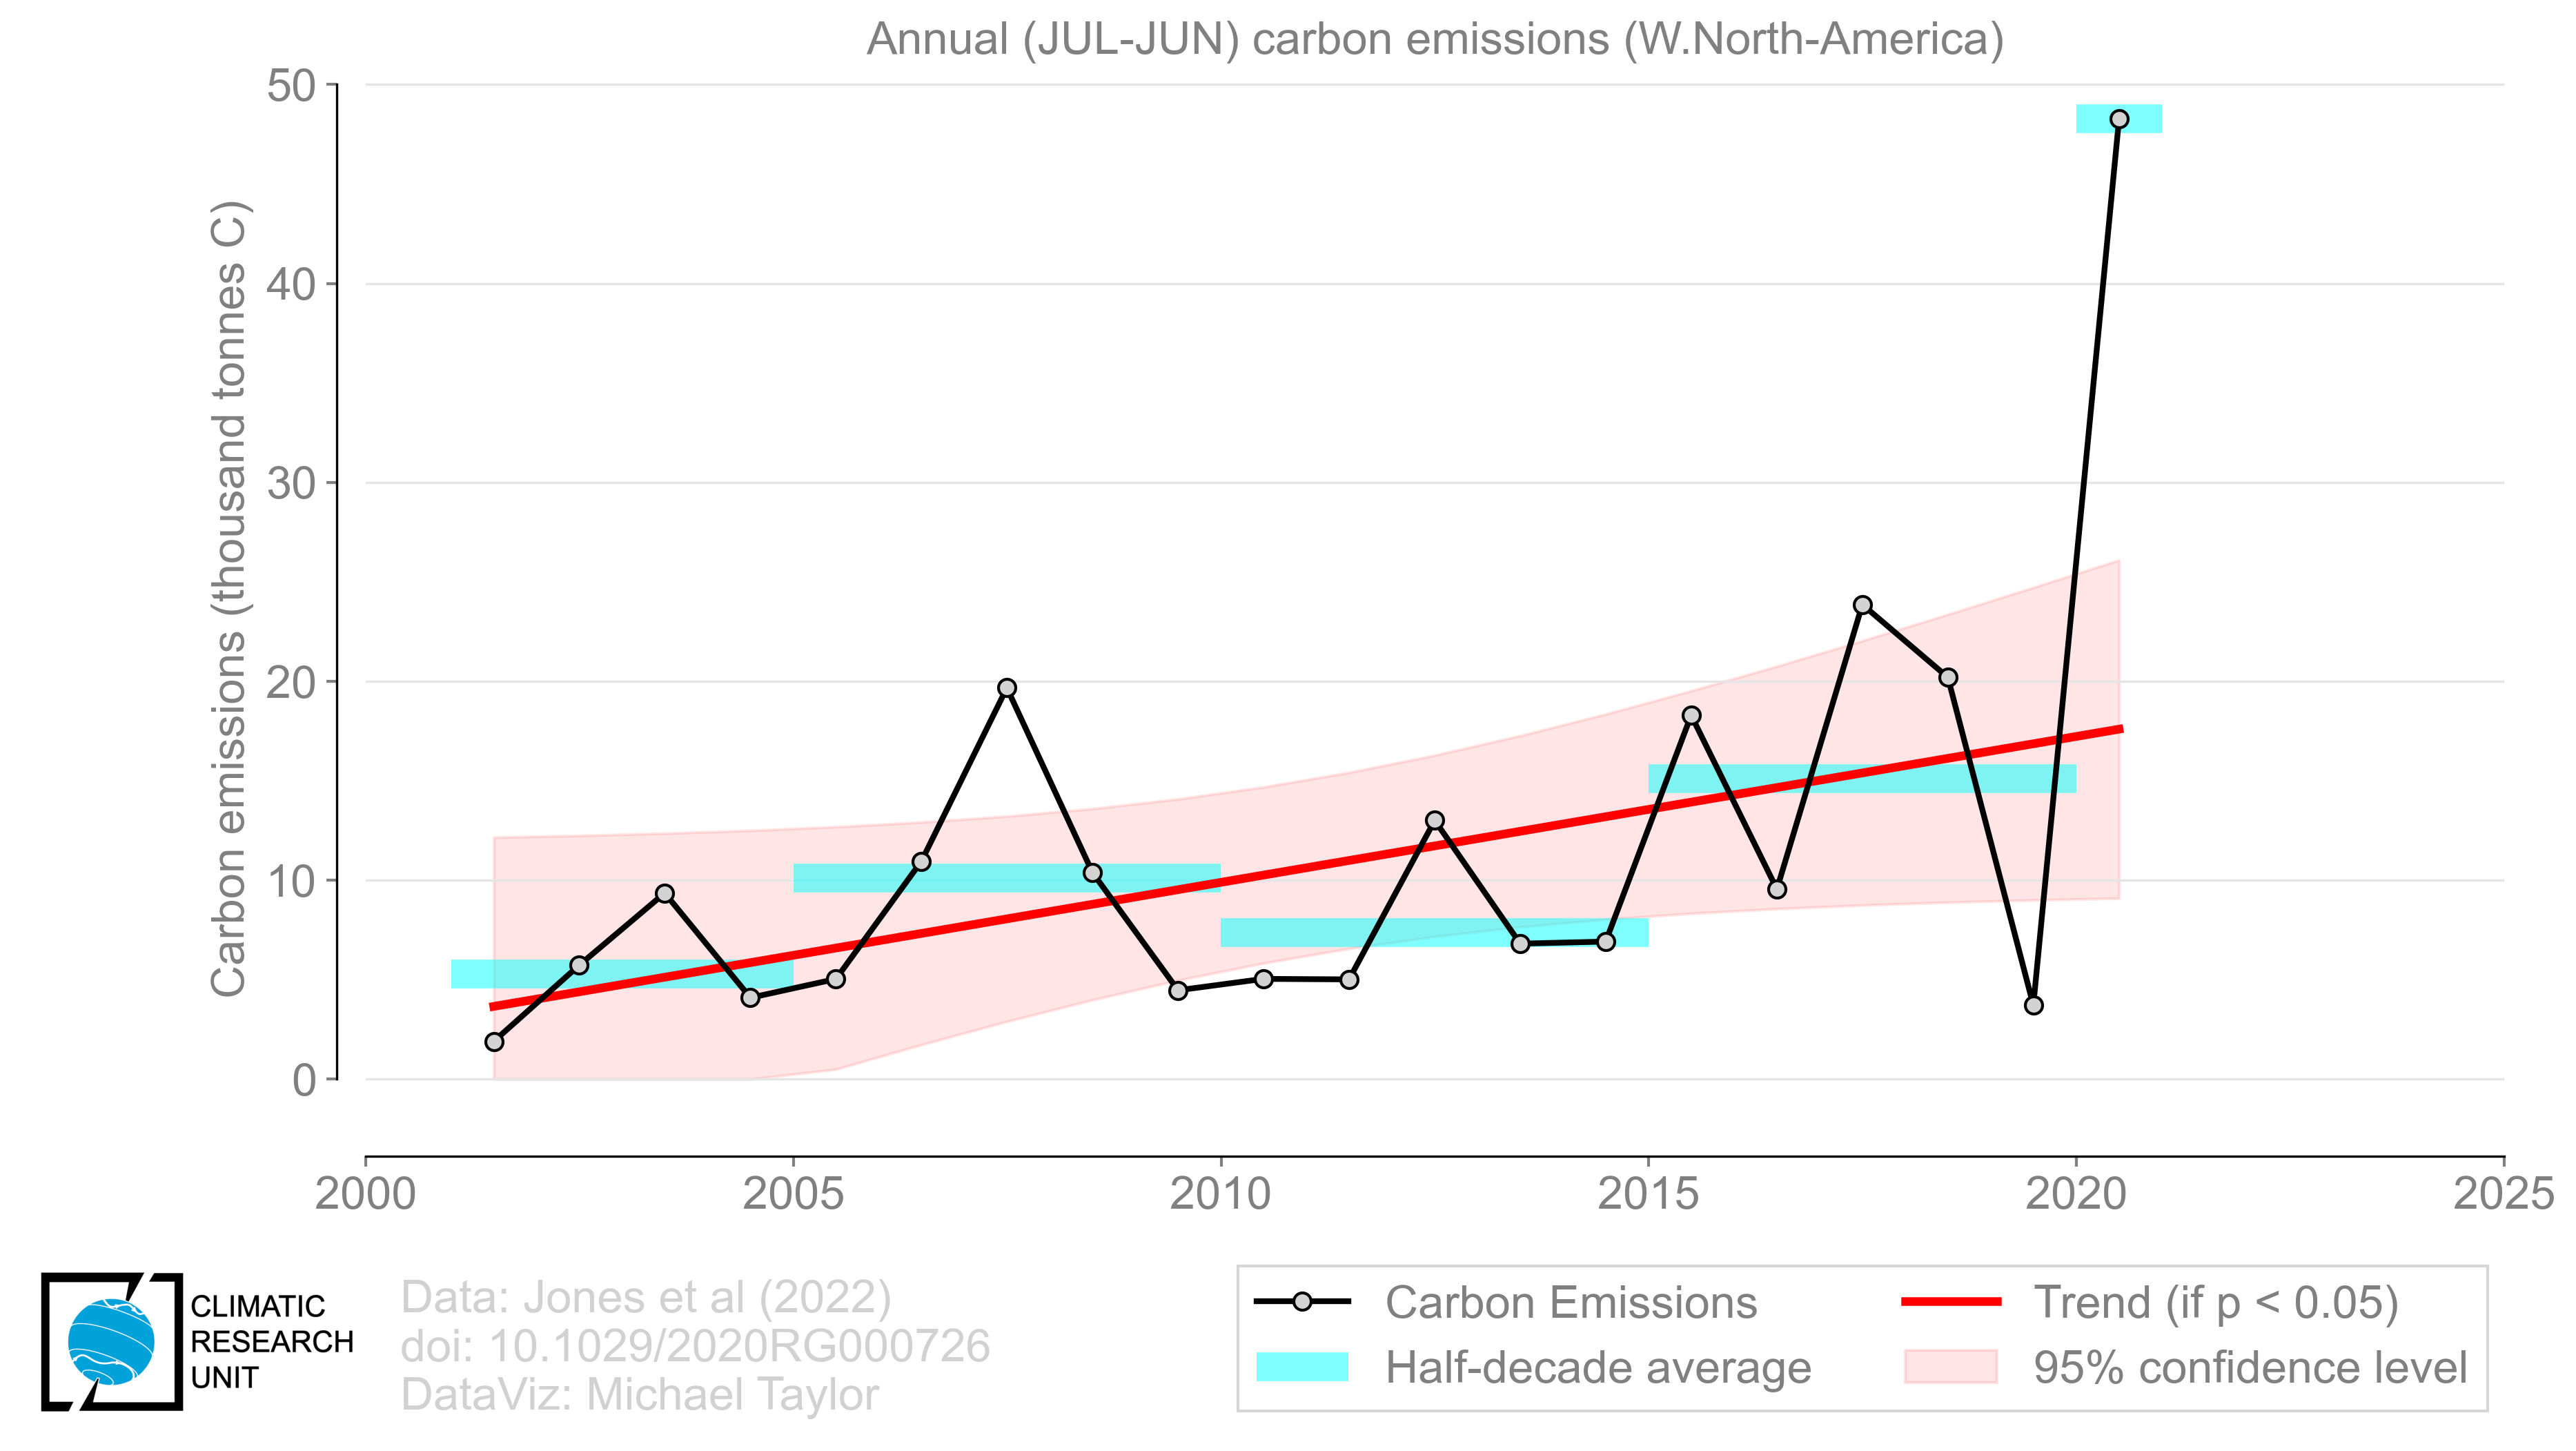 Annual (JUL-JUN) carbon emissions (W.North-America)
Carbon emissions (thousand tonnes C)
50
40
30
20
10
0
2000
2005
2010
2015
2020
2025
CLIMATIC
RESEARCH
UNIT
Data: Jones et al (2022)
doi: 10.1029/2020RG000726
DataViz: Michael Taylor
Carbon Emissions
Half-decade average
Trend (if p < 0.05)
95% confidence level